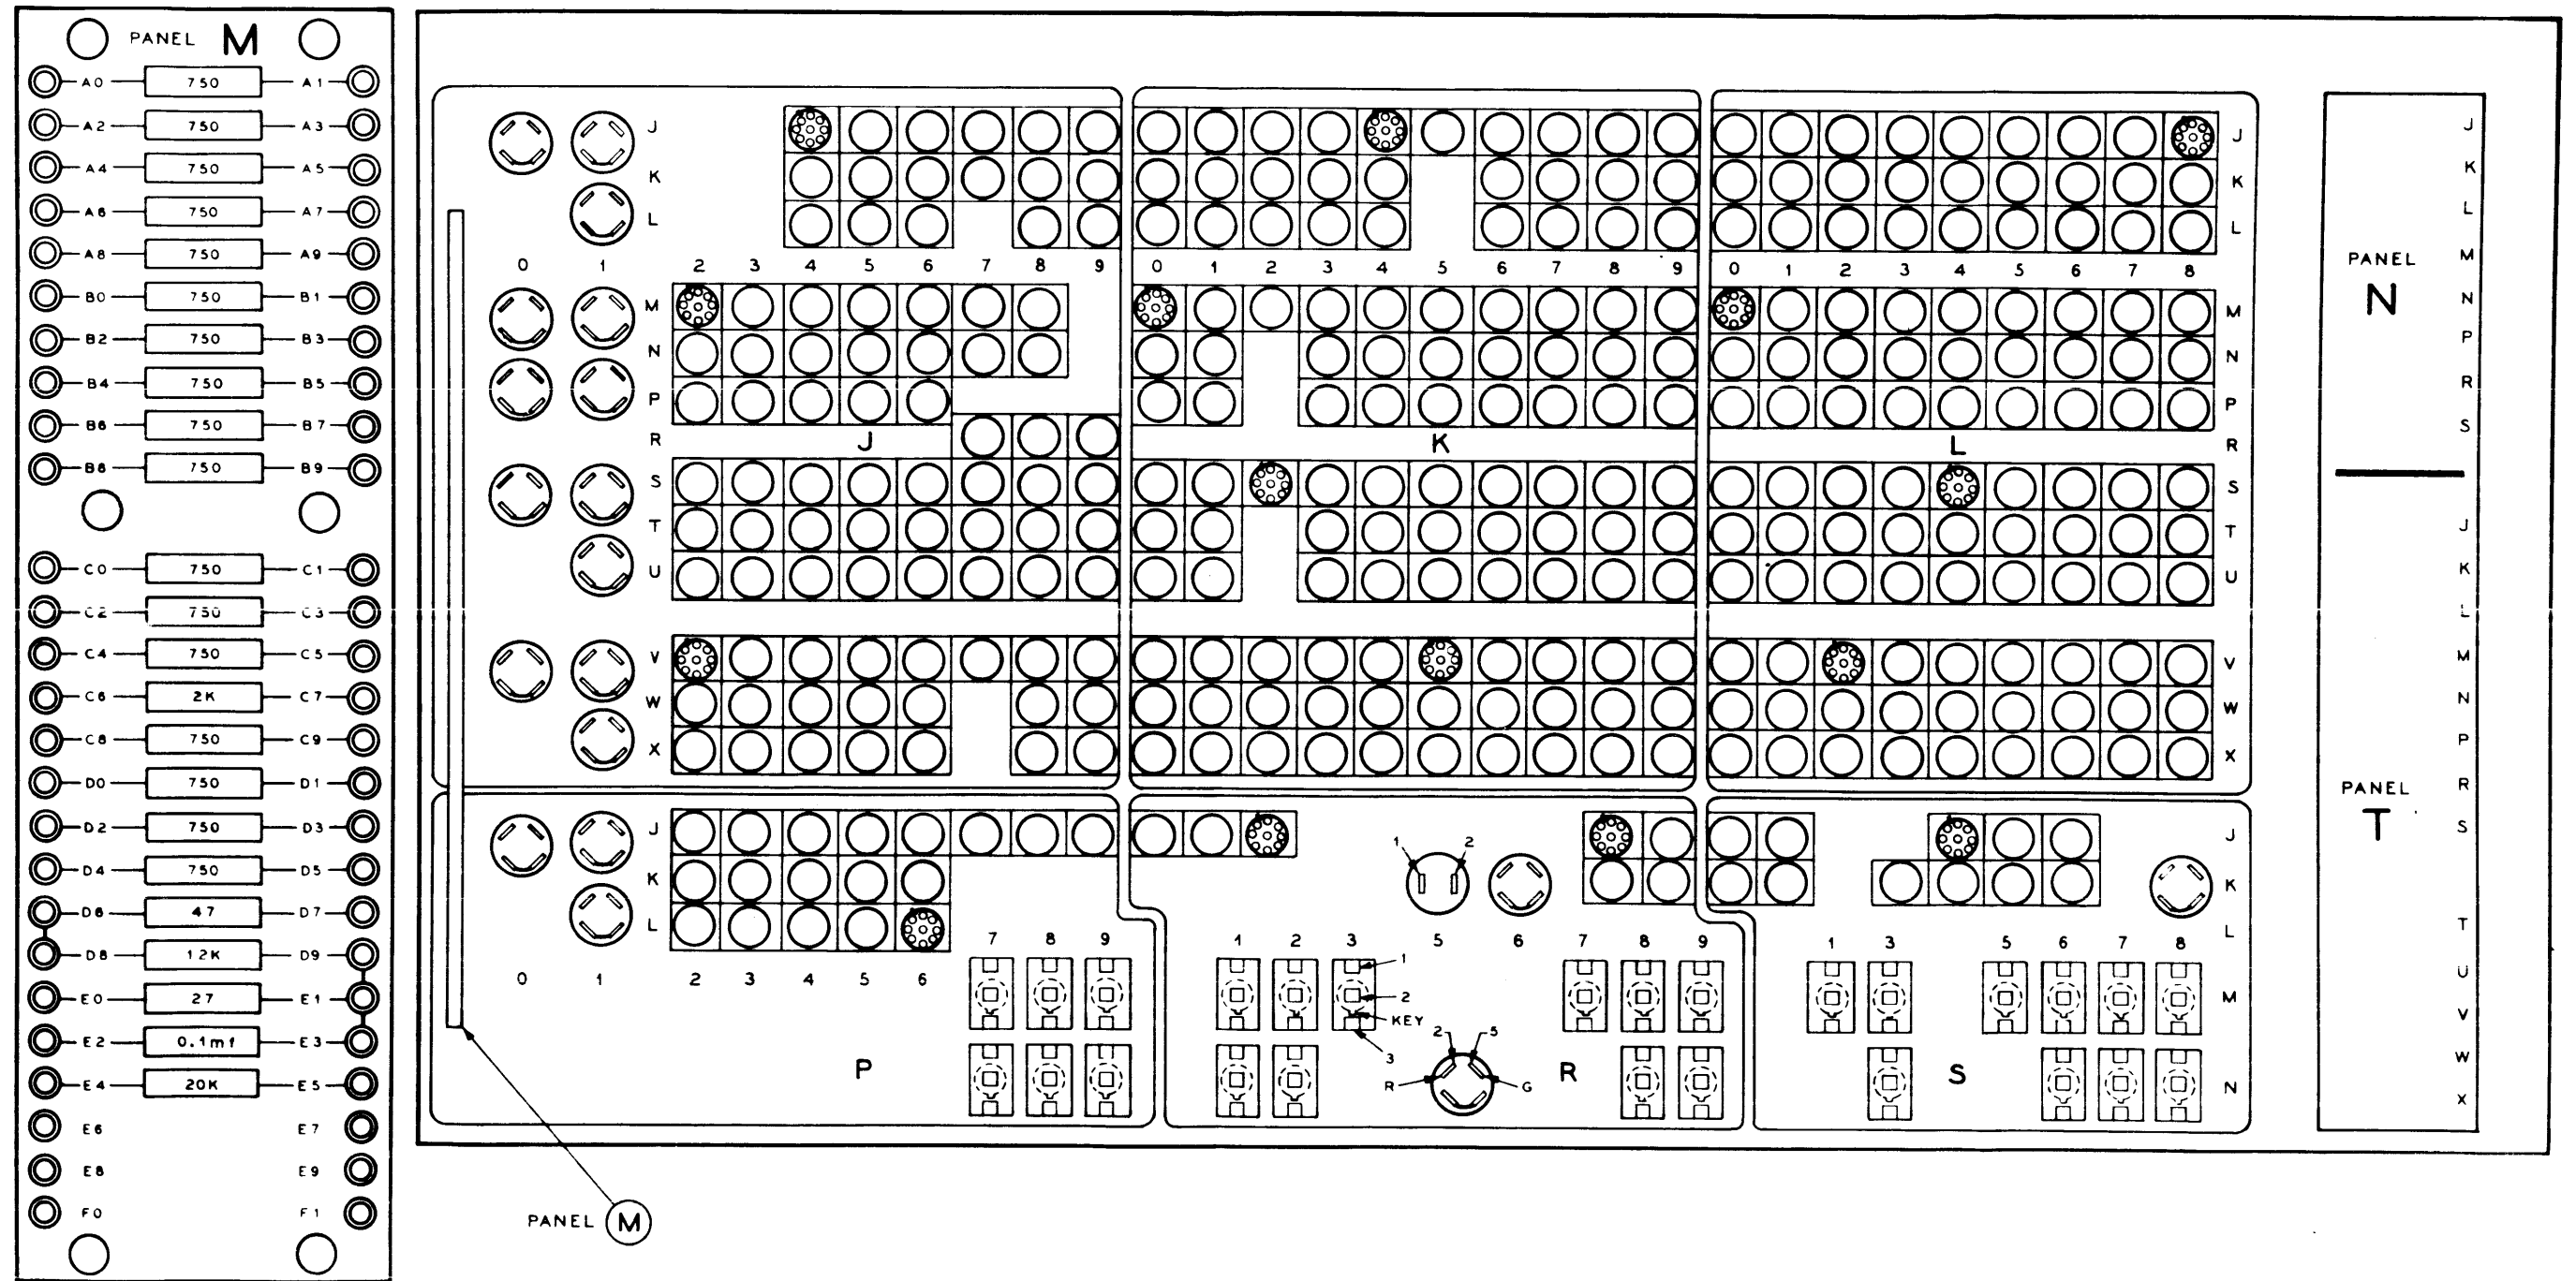 PANEL M
A0 750 A1
A2 750 A3
A4 750 A5
A6 750 A7
A8 750 A9
B0 750 B1
B2 750 B3
B4 750 B5
B6 750 B7
B8 750 B9
C0 750 C1
C2 750 C3
C4 750 C5
C6 2K C7
C8 750 C9
D0 750 D1
D2 750 D3
D4 750 D5
D6 47 D7
D8 12K D9
E0 27 E1
E2 0.1mf E3
E4 20K E5
E6 E7
E8 E9
F0 F1
J J
K K
L L
0 1 2 3 4 5 6 7 8 9 0 1 2 3 4 5 6 7 8 9 0 1 2 3 4 5 6 7 8
M M
N N
P P
R J K L R
S S
T T
U U
V V
W W
X X
J J
1 2
K K
L L
7 8 9 1 2 3 5 6 7 8 9 1 3 5 6 7 8
0 1 2 3 4 5 6
1
2
M
KEY
3
2 5
R G
P R S N
PANEL M
J
K
L
PANEL M
N N
P
R
S
J
K
L
M
N
P
PANEL R
T S
T
U
V
W
X